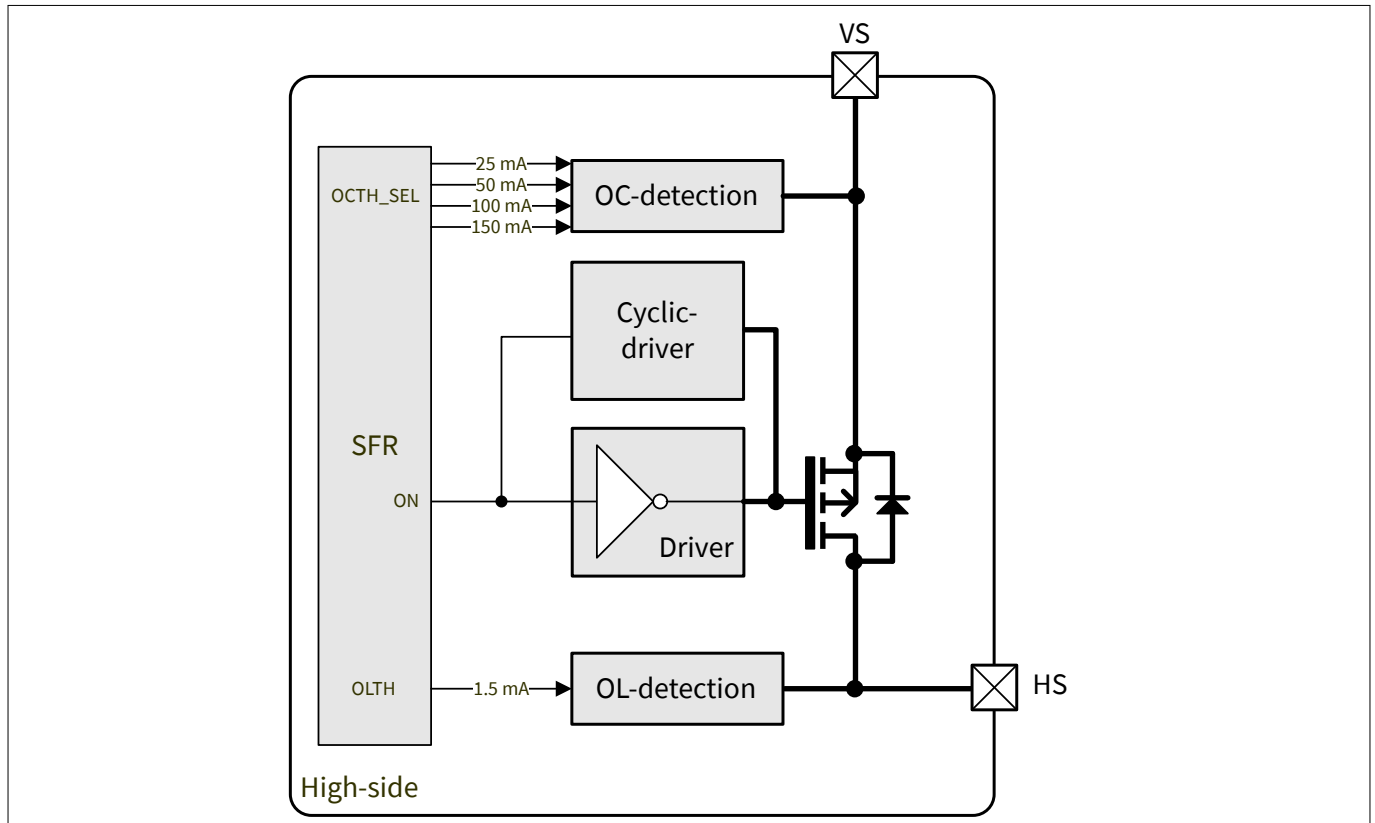 VS
25 mA
OCTH_SEL
50 mA
OC-detection
100 mA
150 mA
Cyclic-
driver
SFR
ON
Driver
OLTH
1.5 mA
OL-detection
HS
High-side